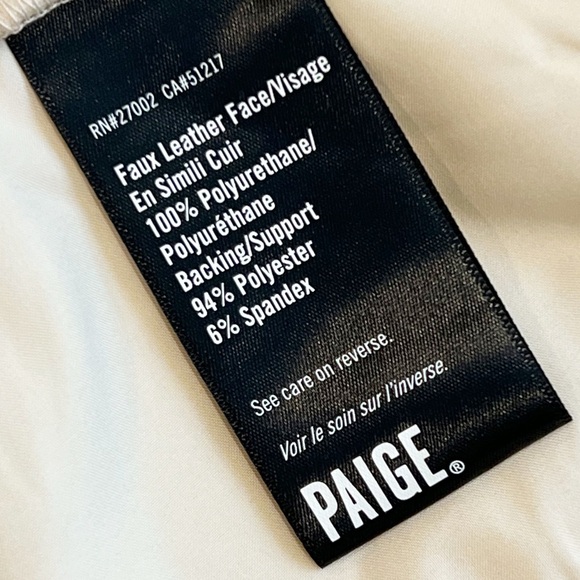 RN#27002 CA#51217
Faux Leather Face/Visage
En Simili Cuir
100% Polyurethane/
Polyuréthane
Backing/Support
94% Polyester
6% Spandex
See care on reverse.
Voir le soin sur l'inverse.
PAIGE®